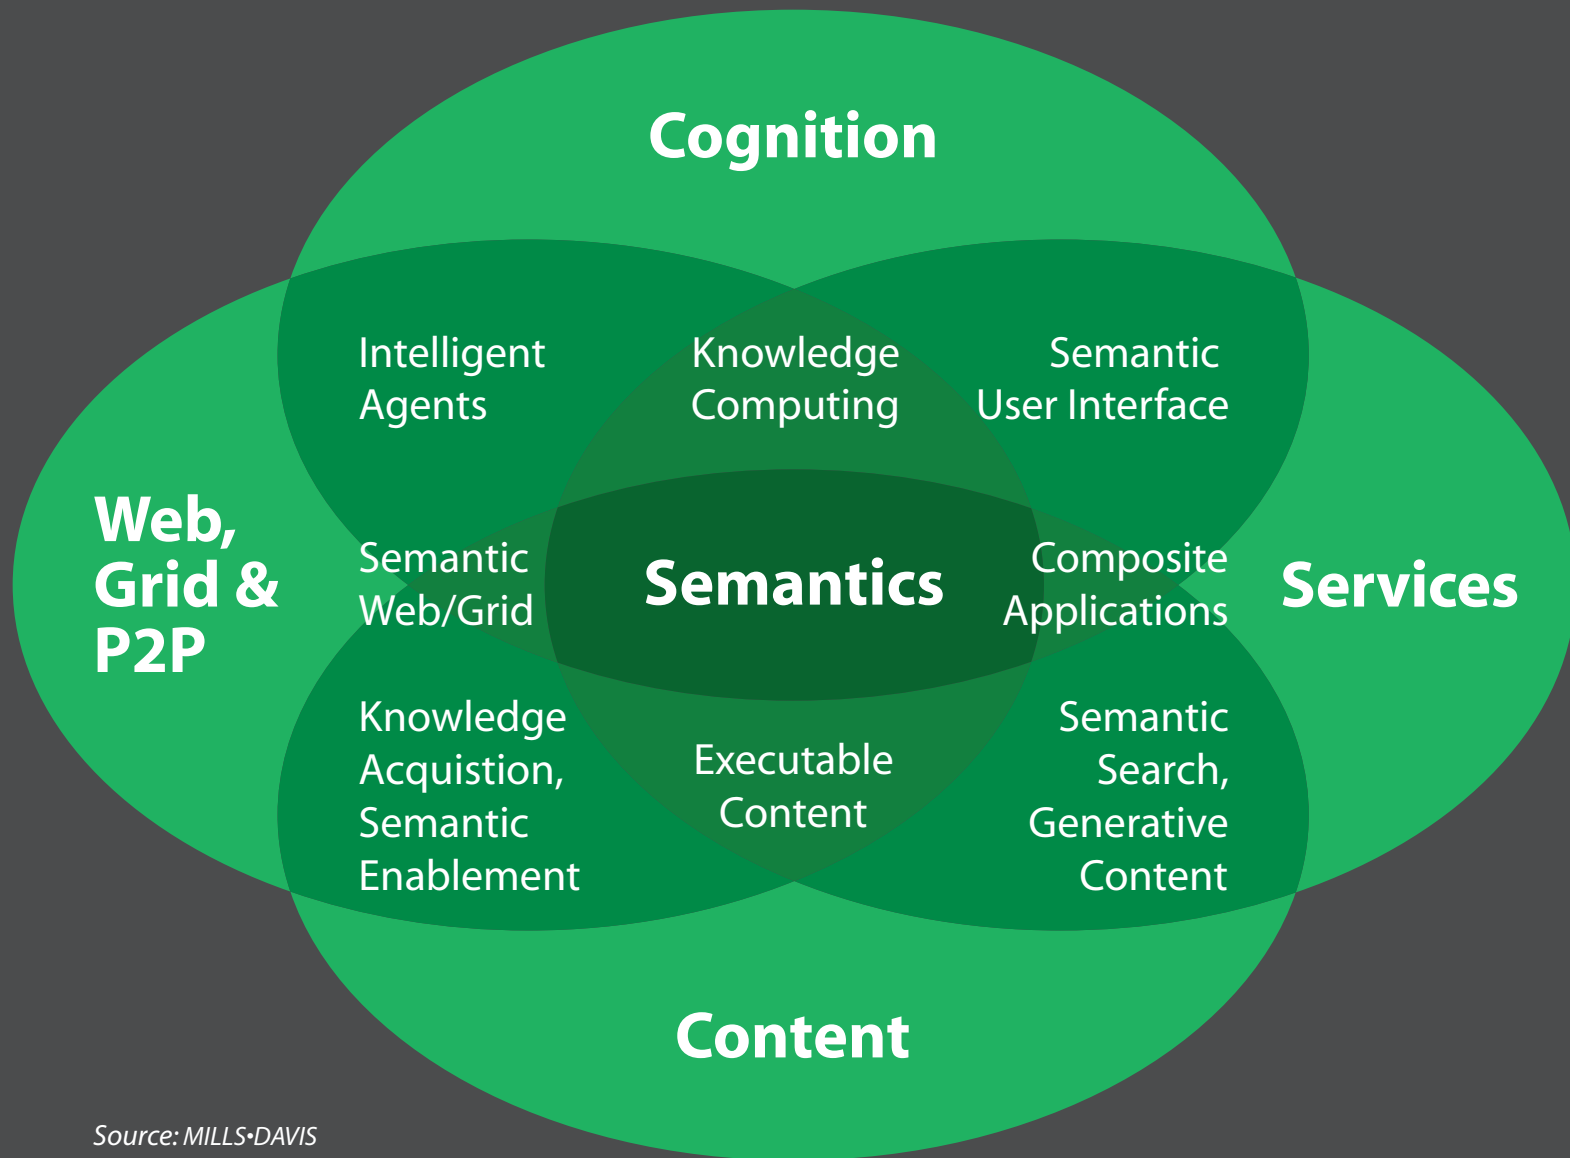 Cognition
Intelligent
Agents
Knowledge
Computing
Semantic
User Interface
Web,
Grid &
P2P
Semantic
Web/Grid
Semantics
Composite
Applications
Services
Knowledge
Acquistion,
Semantic
Enablement
Executable
Content
Semantic
Search,
Generative
Content
Content
Source: MILLS•DAVIS